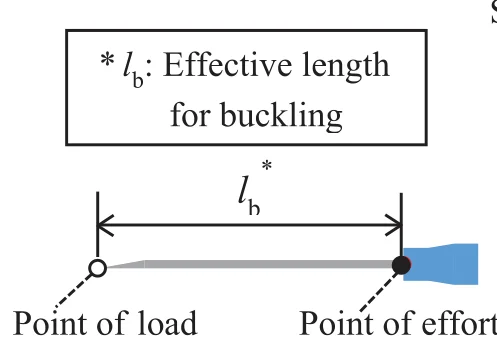 S
* l_b: Effective length
for buckling
l_b*
Point of load
Point of effort